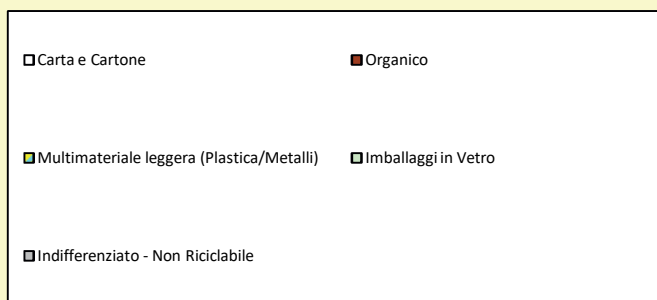 Carta e Cartone
Organico
Multimateriale leggera (Plastica/Metalli)
Imballaggi in Vetro
Indifferenziato - Non Riciclabile